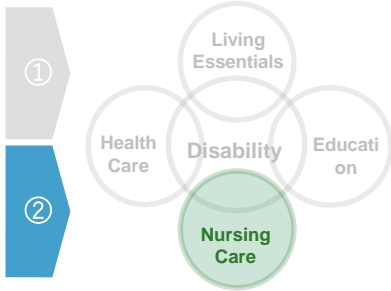 ①
②
Living
Essentials
Health
Care
Disability
Educati
on
Nursing
Care